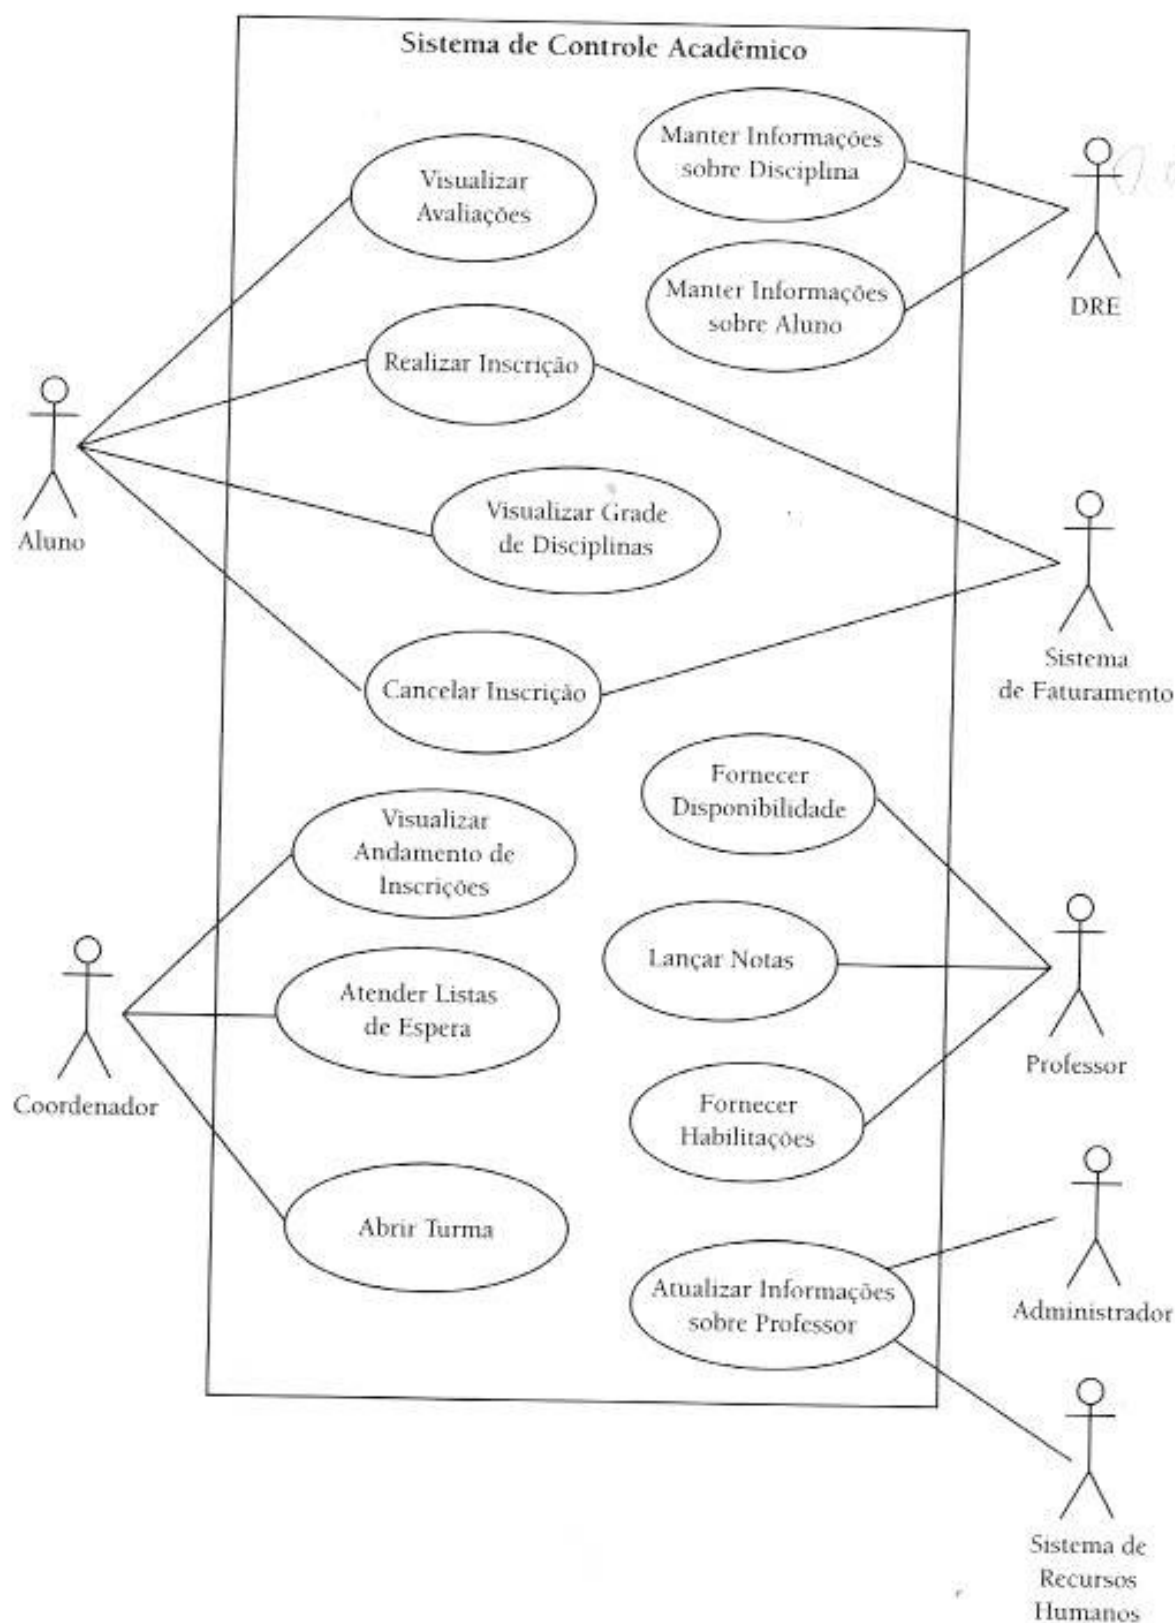 Sistema de Controle Acadêmico
Visualizar
Avaliações
Manter Informações
sobre Disciplina
Manter Informações
sobre Aluno
DRE
Realizar Inscrição
Aluno
Visualizar Grade
de Disciplinas
Sistema
de Faturamento
Cancelar Inscrição
Fornecer
Disponibilidade
Visualizar
Andamento de
Inscrições
Lançar Notas
Atender Listas
de Espera
Professor
Coordenador
Fornecer
Habilitações
Abrir Turma
Atualizar Informações
sobre Professor
Administrador
Sistema de
Recursos
Humanos